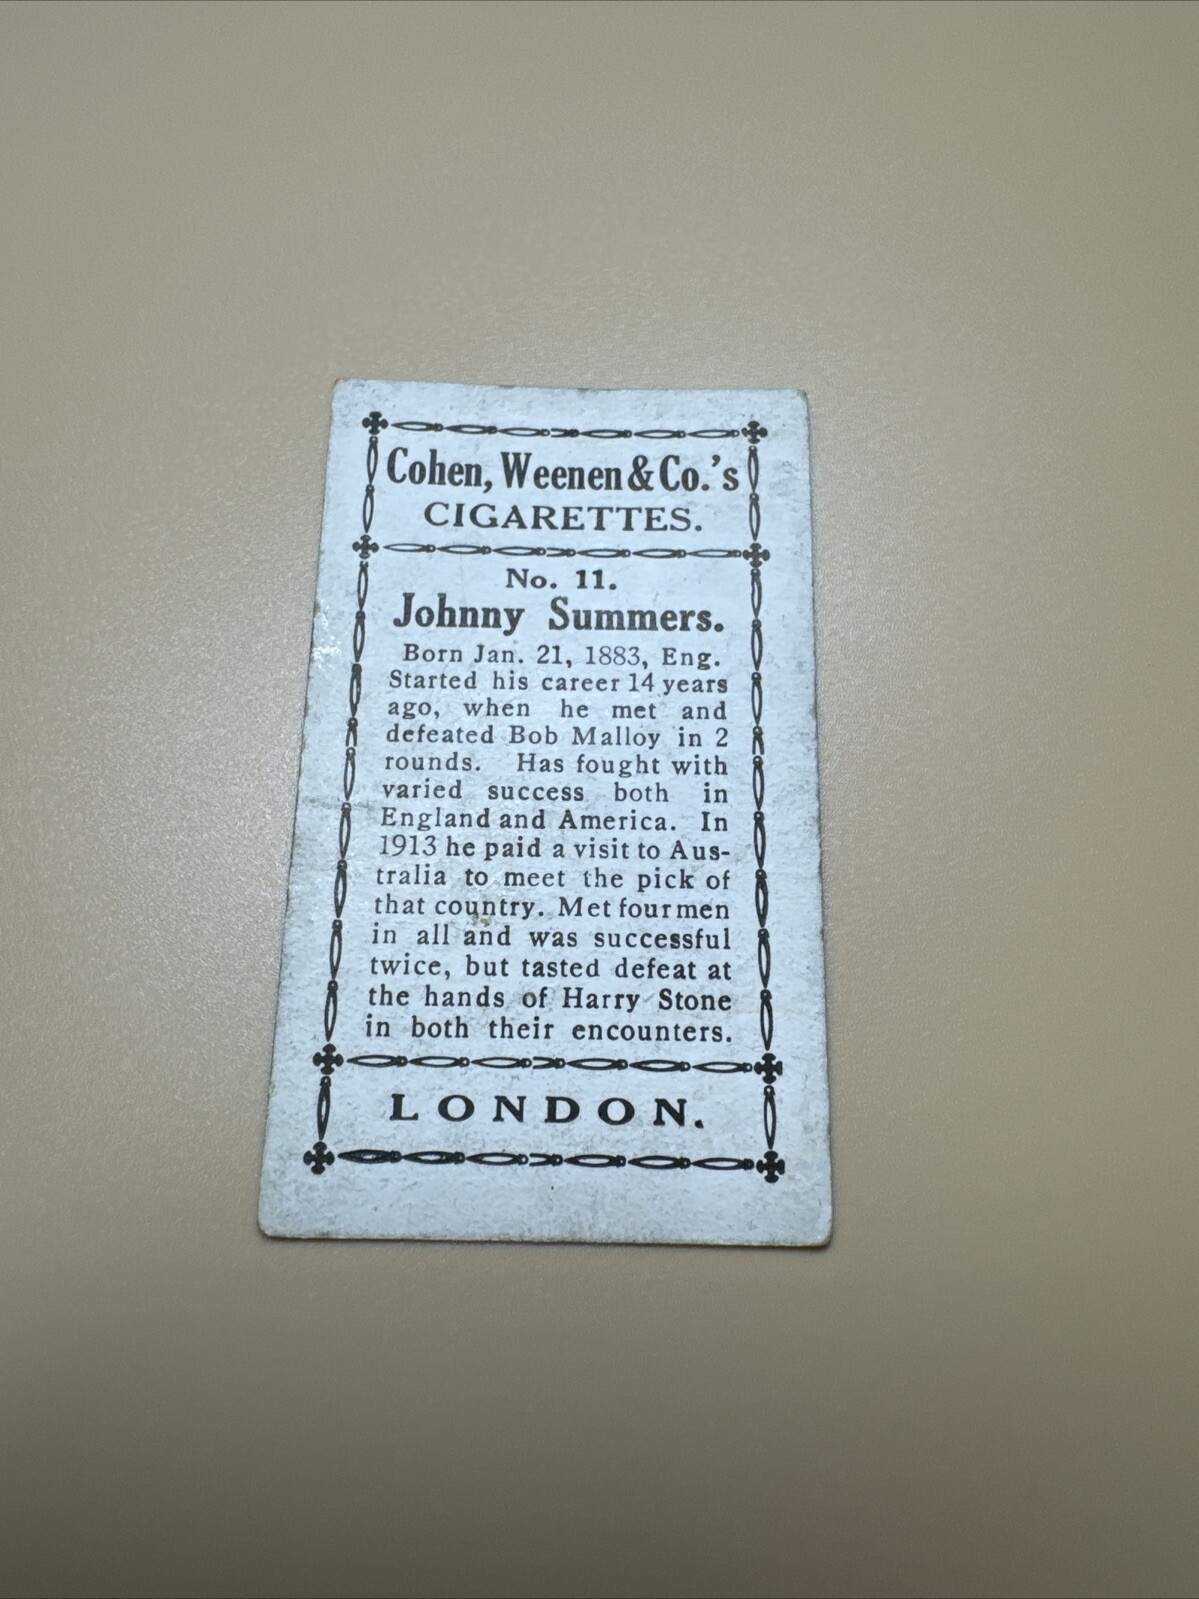 Cohen, Weenen & Co.'s
CIGARETTES.
No. 11.
Johnny Summers.
Born Jan. 21, 1883, Eng.
Started his career 14 years
ago, when he met and
defeated Bob Malloy in 2
rounds. Has fought with
varied success both in
England and America. In
1913 he paid a visit to Aus-
tralia to meet the pick of
that country. Met four men
in all and was successful
twice, but tasted defeat at
the hands of Harry Stone
in both their encounters.
LONDON.